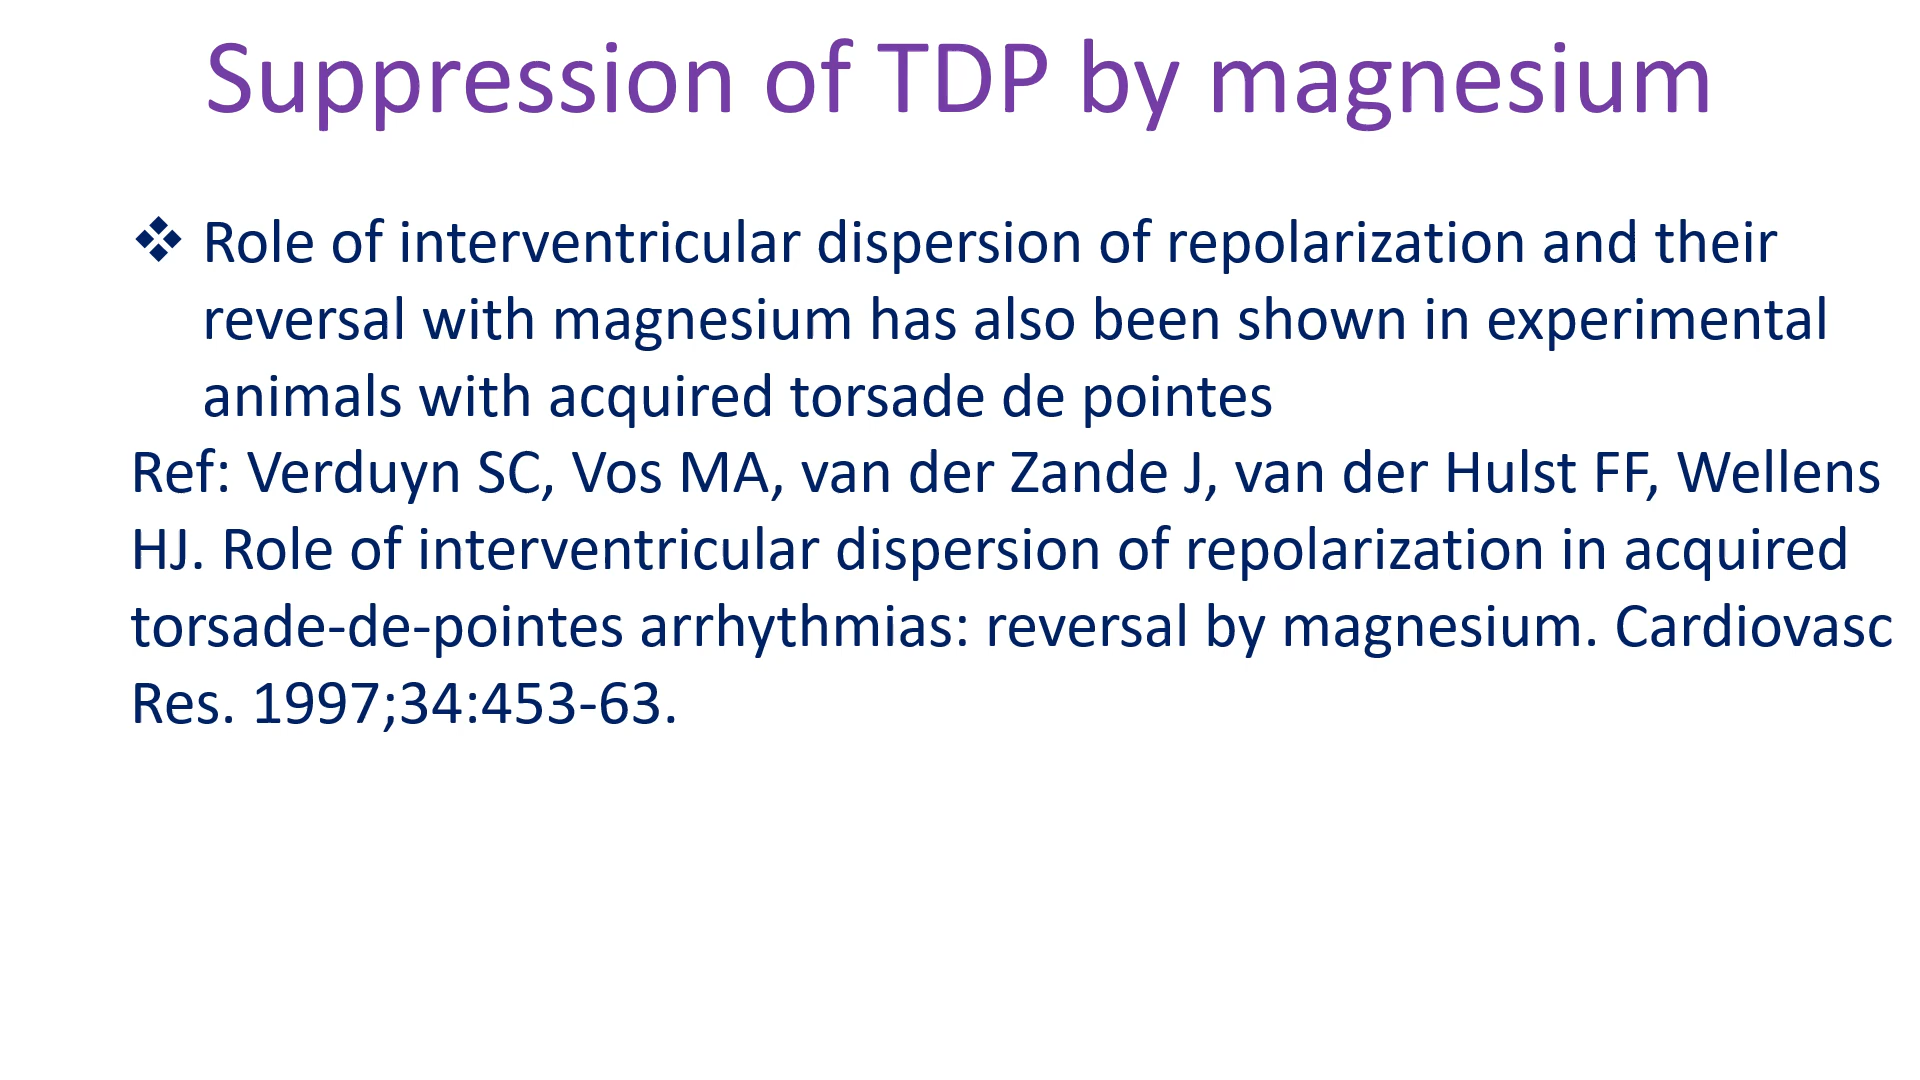 Suppression of TDP by magnesium
❖ Role of interventricular dispersion of repolarization and their
reversal with magnesium has also been shown in experimental
animals with acquired torsade de pointes
Ref: Verduyn SC, Vos MA, van der Zande J, van der Hulst FF, Wellens
HJ. Role of interventricular dispersion of repolarization in acquired
torsade-de-pointes arrhythmias: reversal by magnesium. Cardiovasc
Res. 1997;34:453-63.